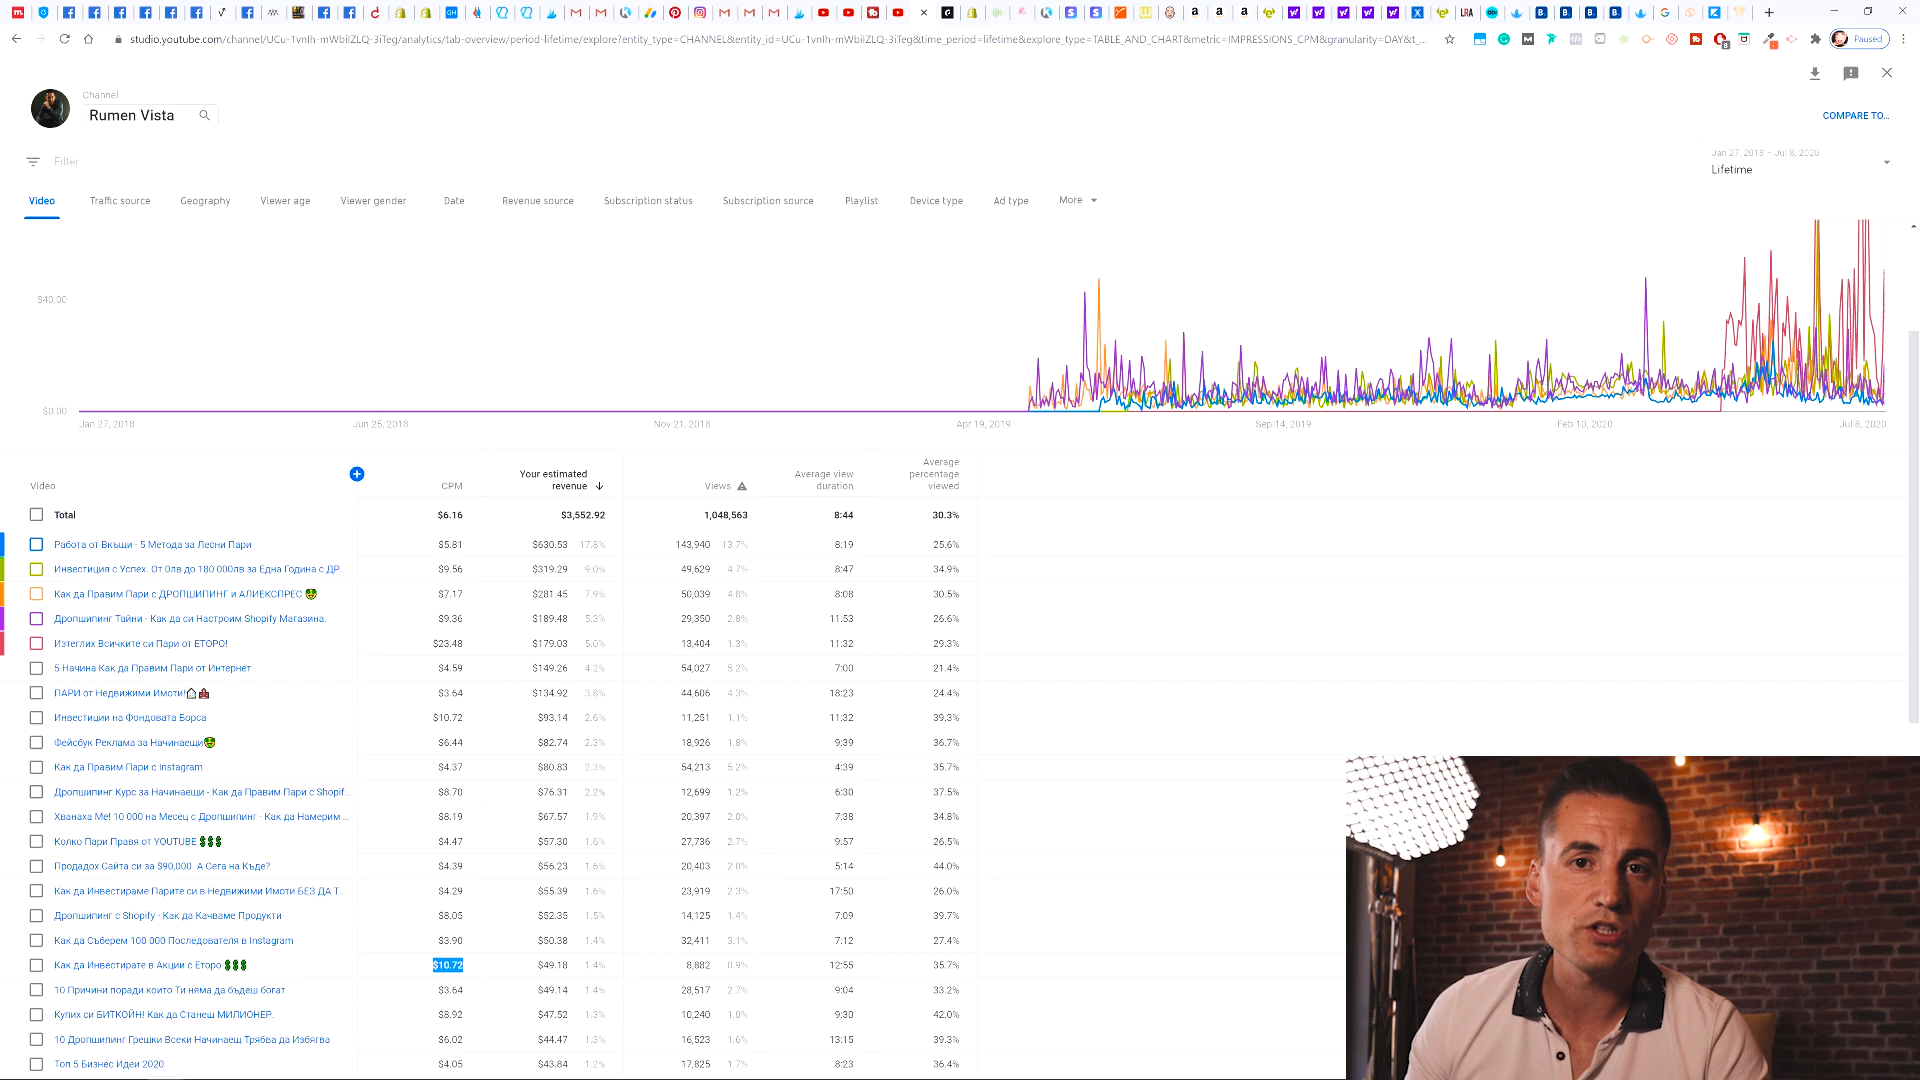 studio.youtube.com/channel/UCu-1vnIh-mWbiIZLQ-3iTeg/analytics/tab-overview/period-lifetime/explore?entity_type=CHANNEL&entity_id=UCu-1vnIh-mWbiIZLQ-3iTeg&time_period=lifetime&explore_type=TABLE_AND_CHART&metric=IMPRESSIONS_CPM&granularity=DAY&t_...
Paused
Channel
Rumen Vista
COMPARE TO...
Filter
Jan 27, 2018 – Jul 8, 2020
Lifetime
Video Traffic source Geography Viewer age Viewer gender Date Revenue source Subscription status Subscription source Playlist Device type Ad type More
$40.00
$0.00
Jan 27, 2018 Jun 25, 2018 Nov 21, 2018 Apr 19, 2019 Sep 14, 2019 Feb 10, 2020 Jul 8, 2020
Video CPM Your estimated revenue Views Average view duration Average percentage viewed
Total $6.16 $3,552.92 1,048,563 8:44 30.3%
Работа от Вкъщи - 5 Метода за Лесни Пари $5.81 $630.53 17.8% 143,940 13.7% 8:19 25.6%
Инвестиция с Успех. От 0лв до 180 000лв за Една Година с ДР... $9.56 $319.29 9.0% 49,629 4.7% 8:47 34.9%
Как да Правим Пари с ДРОПШИПИНГ и АЛИЕКСПРЕС 🤑 $7.17 $281.45 7.9% 50,039 4.8% 8:08 30.5%
Дропшипинг Тайни - Как да си Настроим Shopify Магазина. $9.36 $189.48 5.3% 29,350 2.8% 11:53 26.6%
Изтеглих Всичките си Пари от ЕТОРО! $23.48 $179.03 5.0% 13,404 1.3% 11:32 29.3%
5 Начина Как да Правим Пари от Интернет $4.59 $149.26 4.2% 54,027 5.2% 7:00 21.4%
ПАРИ от Недвижими Имоти!🏠🏘 $3.64 $134.92 3.8% 44,606 4.3% 18:23 24.4%
Инвестиции на Фондовата Борса $10.72 $93.14 2.6% 11,251 1.1% 11:32 39.3%
Фейсбук Реклама за Начинаещи🤑 $6.44 $82.74 2.3% 18,926 1.8% 9:39 36.7%
Как да Правим Пари с Instagram $4.37 $80.83 2.3% 54,213 5.2% 4:39 35.7%
Дропшипинг Курс за Начинаещи - Как да Правим Пари с Shopif... $8.70 $76.31 2.2% 12,699 1.2% 6:30 37.5%
Хванаха Ме! 10 000 на Месец с Дропшипинг - Как да Намерим ... $8.19 $67.57 1.9% 20,397 2.0% 7:38 34.8%
Колко Пари Правя от YOUTUBE 💲💲💲 $4.47 $57.30 1.6% 27,736 2.7% 9:57 26.5%
Продадох Сайта си за $90,000. А Сега на Къде? $4.39 $56.23 1.6% 20,403 2.0% 5:14 44.0%
Как да Инвестираме Парите си в Недвижими Имоти БЕЗ ДА Т... $4.29 $55.39 1.6% 23,919 2.3% 17:50 26.0%
Дропшипинг с Shopify - Как да Качваме Продукти $8.05 $52.35 1.5% 14,125 1.4% 7:09 39.7%
Как да Съберем 100 000 Последователя в Instagram $3.90 $50.38 1.4% 32,411 3.1% 7:12 27.4%
Как да Инвестирате в Акции с Еторо 💲💲💲 $10.72 $49.18 1.4% 8,882 0.9% 12:55 35.7%
10 Причини поради които Ти няма да бъдеш богат $3.64 $49.14 1.4% 28,517 2.7% 9:04 33.2%
Купих си БИТКОЙН! Как да Станеш МИЛИОНЕР. $8.92 $47.52 1.3% 10,240 1.0% 9:30 42.0%
10 Дропшипинг Грешки Всеки Начинаещ Трябва да Избягва $6.02 $44.47 1.3% 16,523 1.6% 13:15 39.3%
Топ 5 Бизнес Идеи 2020 $4.05 $43.84 1.2% 17,825 1.7% 8:23 36.4%